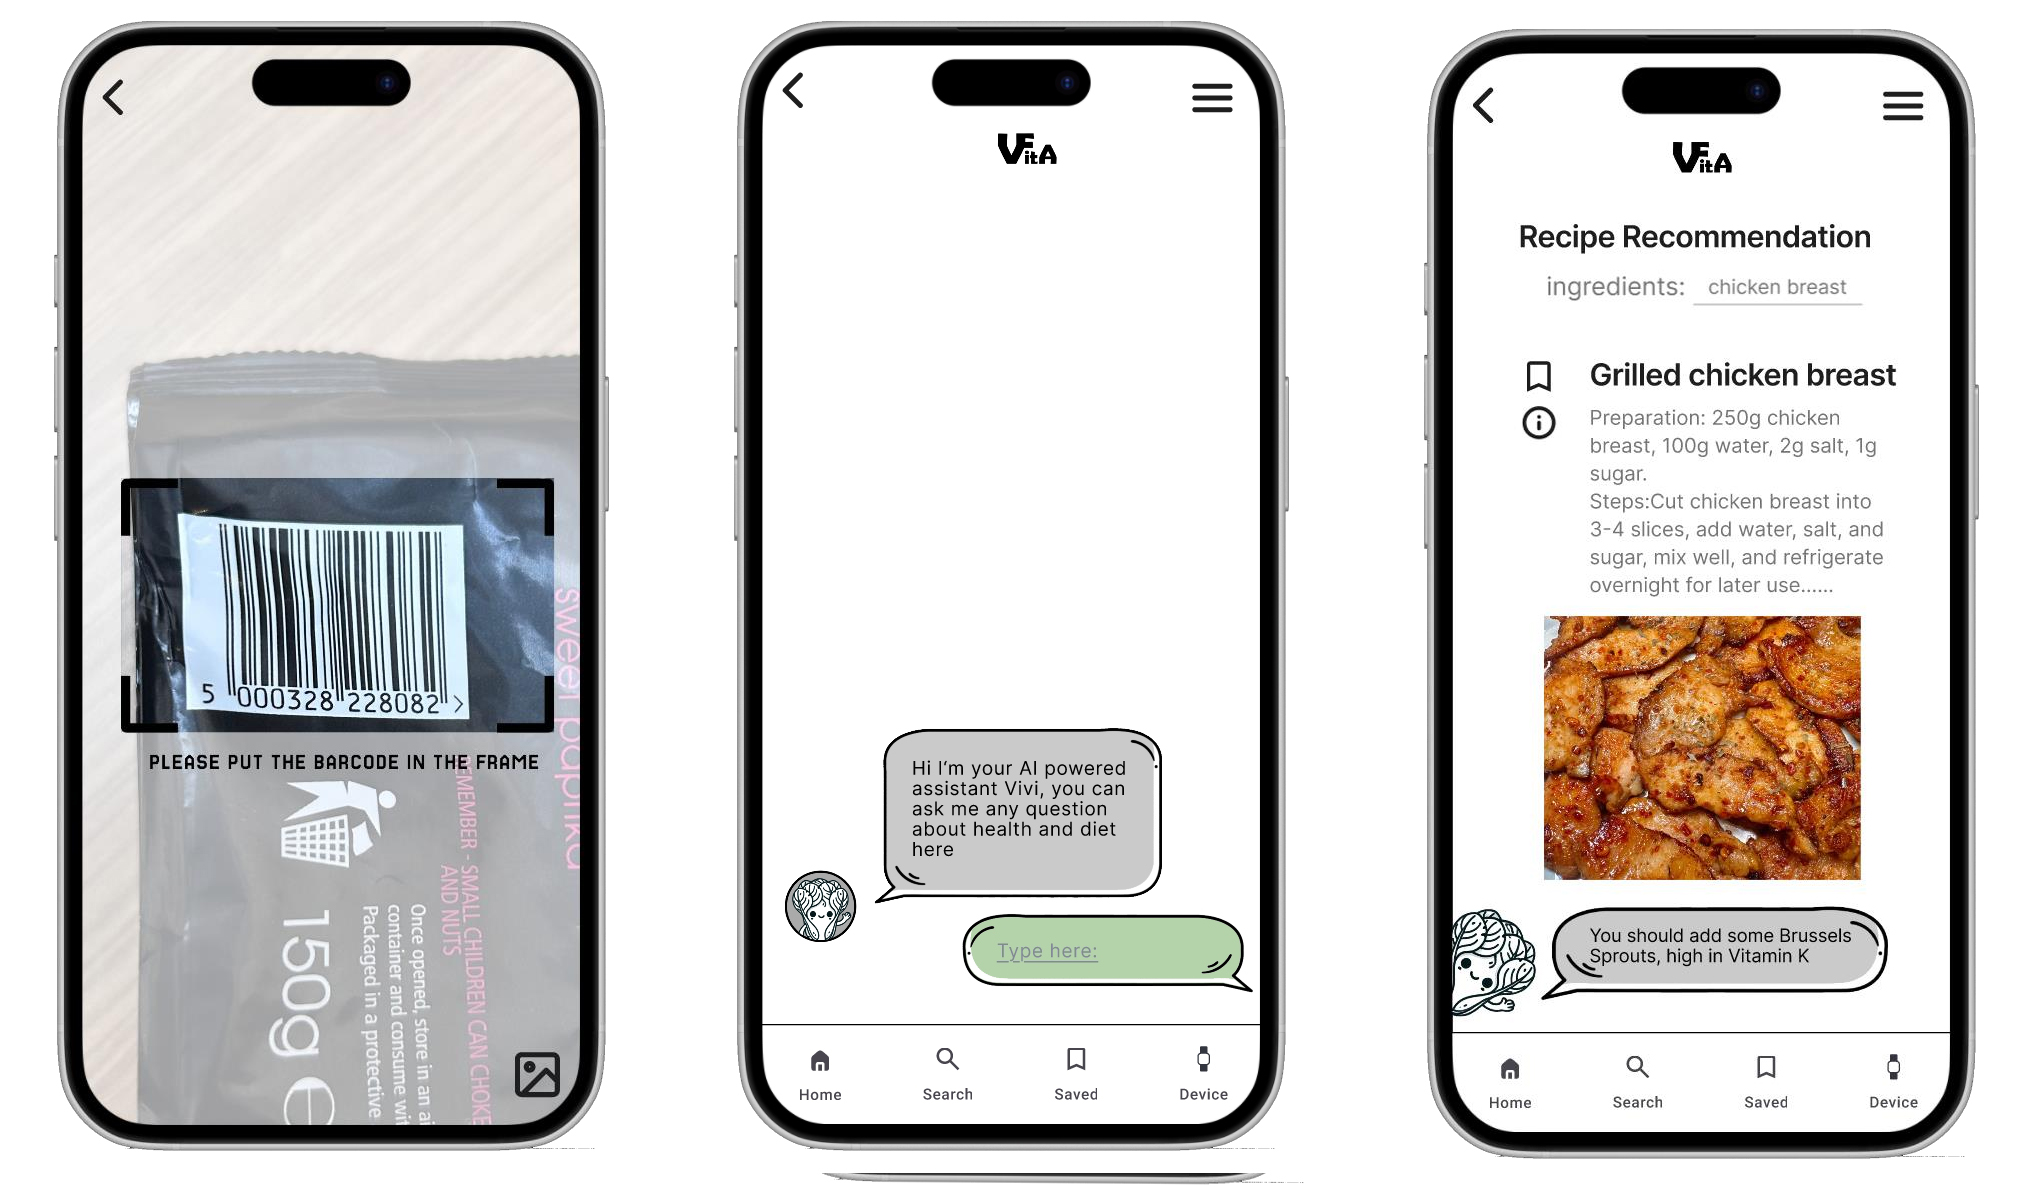 5 000328 228082 >
PLEASE PUT THE BARCODE IN THE FRAME
sweet paprika
REMEMBER - SMALL CHILDREN CAN CHOKE
AND NUTS
Once opened, store in an
container and consume
Packaged in a protective
150g e
VFitA
Hi I'm your AI powered
assistant Vivi, you can
ask me any question
about health and diet
here
Type here:
Home
Search
Saved
Device
VFitA
Recipe Recommendation
ingredients: chicken breast
Grilled chicken breast
Preparation: 250g chicken
breast, 100g water, 2g salt, 1g
sugar.
Steps:Cut chicken breast into
3-4 slices, add water, salt, and
sugar, mix well, and refrigerate
overnight for later use......
You should add some Brussels
Sprouts, high in Vitamin K
Home
Search
Saved
Device